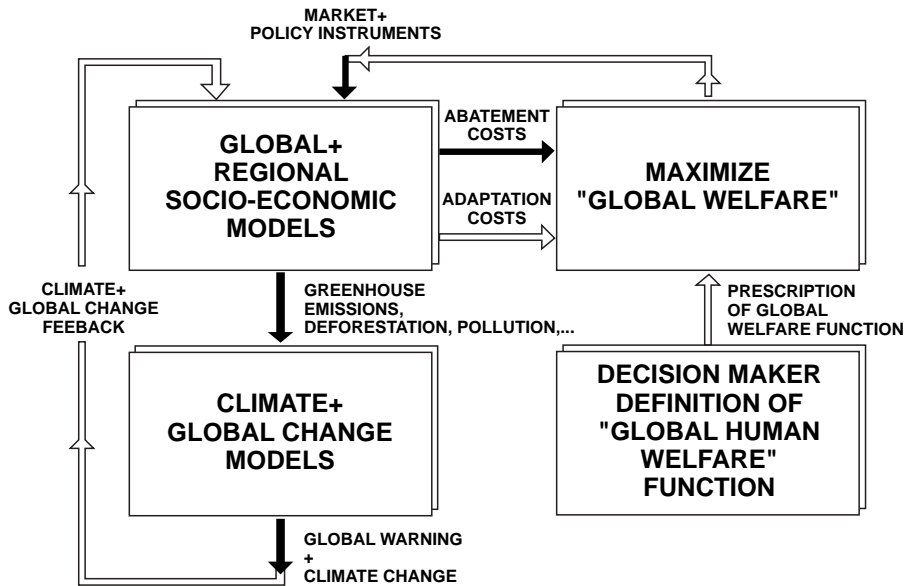 MARKET+
POLICY INSTRUMENTS
GLOBAL+
REGIONAL
SOCIO-ECONOMIC
MODELS
ABATEMENT
COSTS
ADAPTATION
COSTS
MAXIMIZE
"GLOBAL WELFARE"
CLIMATE+
GLOBAL CHANGE
FEEBACK
GREENHOUSE
EMISSIONS,
DEFORESTATION, POLLUTION,...
PRESCRIPTION
OF GLOBAL
WELFARE FUNCTION
CLIMATE+
GLOBAL CHANGE
MODELS
DECISION MAKER
DEFINITION OF
"GLOBAL HUMAN
WELFARE"
FUNCTION
GLOBAL WARNING
+
CLIMATE CHANGE